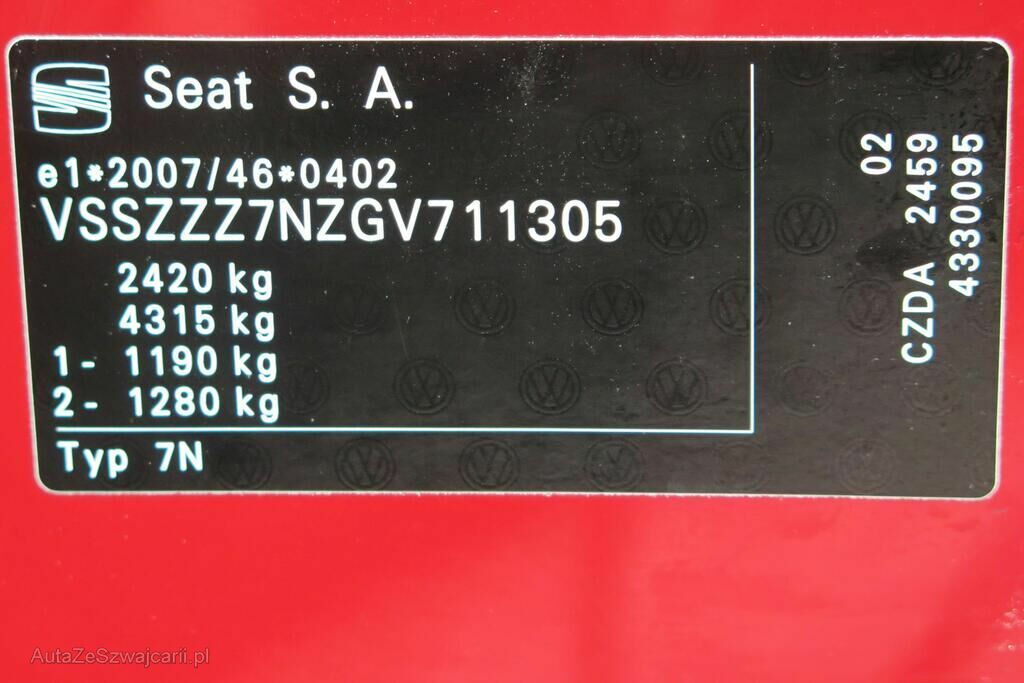 Seat S. A.
e1*2007/46*0402
VSSZZZ7NZGV711305
2420 kg
4315 kg
1- 1190 kg
2- 1280 kg
Typ 7N
02
CZDA 2459
4330095
AutaZeSzwajcarii.pl